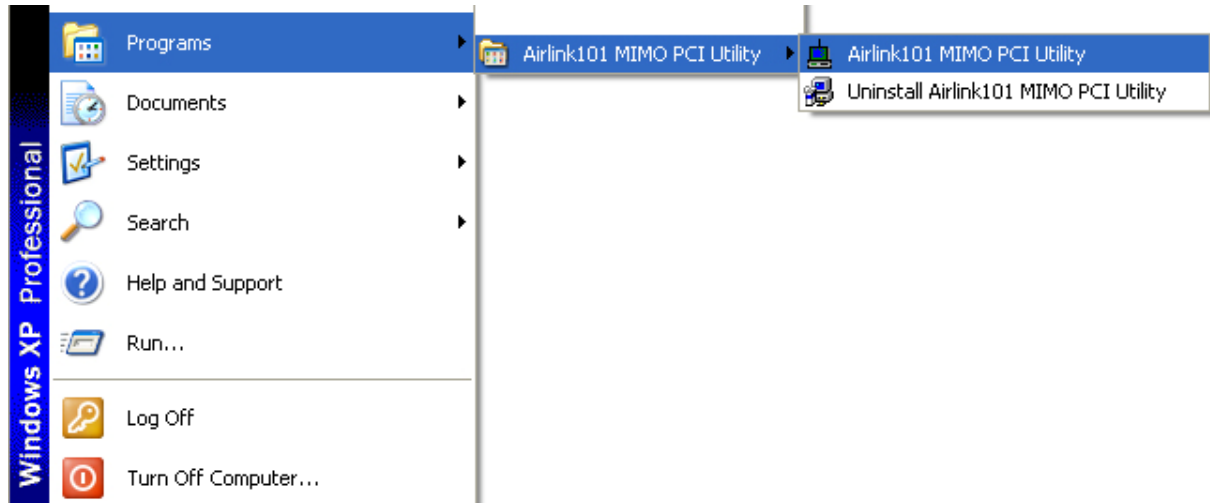 Windows XP Professional
Programs
Documents
Settings
Search
Help and Support
Run...
Log Off
Turn Off Computer...
Airlink101 MIMO PCI Utility
Airlink101 MIMO PCI Utility
Uninstall Airlink101 MIMO PCI Utility